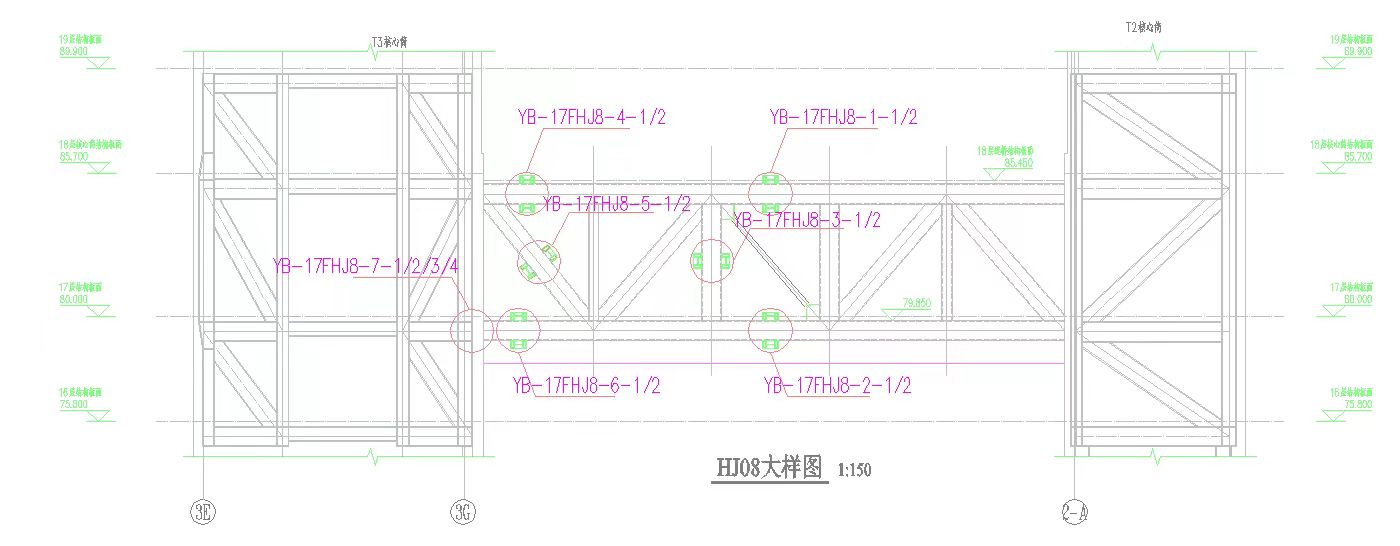 T3核心筒
T2核心筒
19层结构板面
89.900
19层结构板面
89.900
YB-17FHJ8-4-1/2
YB-17FHJ8-1-1/2
18层核心筒结构板面
85.700
18层连桥结构板面
85.450
18层核心筒结构板面
85.700
YB-17FHJ8-5-1/2
YB-17FHJ8-3-1/2
YB-17FHJ8-7-1/2/3/4
17层结构板面
80.000
79.850
17层结构板面
80.000
YB-17FHJ8-6-1/2
YB-17FHJ8-2-1/2
16层结构板面
75.800
16层结构板面
75.800
HJ08大样图 1:150
3E
3G
2-A